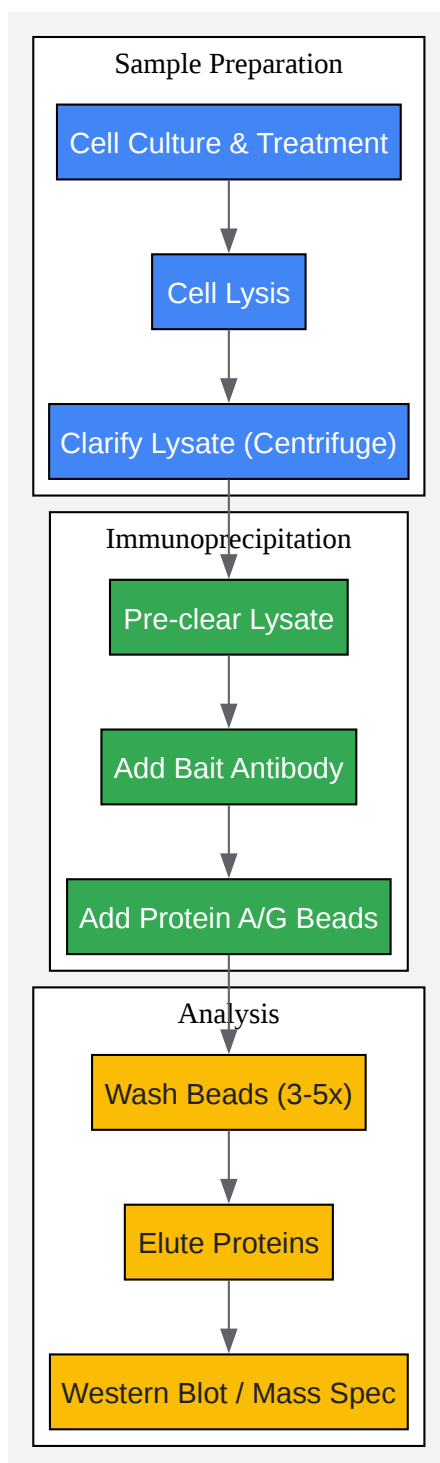 Sample Preparation
Cell Culture & Treatment
Cell Lysis
Clarify Lysate (Centrifuge)
Immunoprecipitation
Pre-clear Lysate
Add Bait Antibody
Add Protein A/G Beads
Analysis
Wash Beads (3-5x)
Elute Proteins
Western Blot / Mass Spec